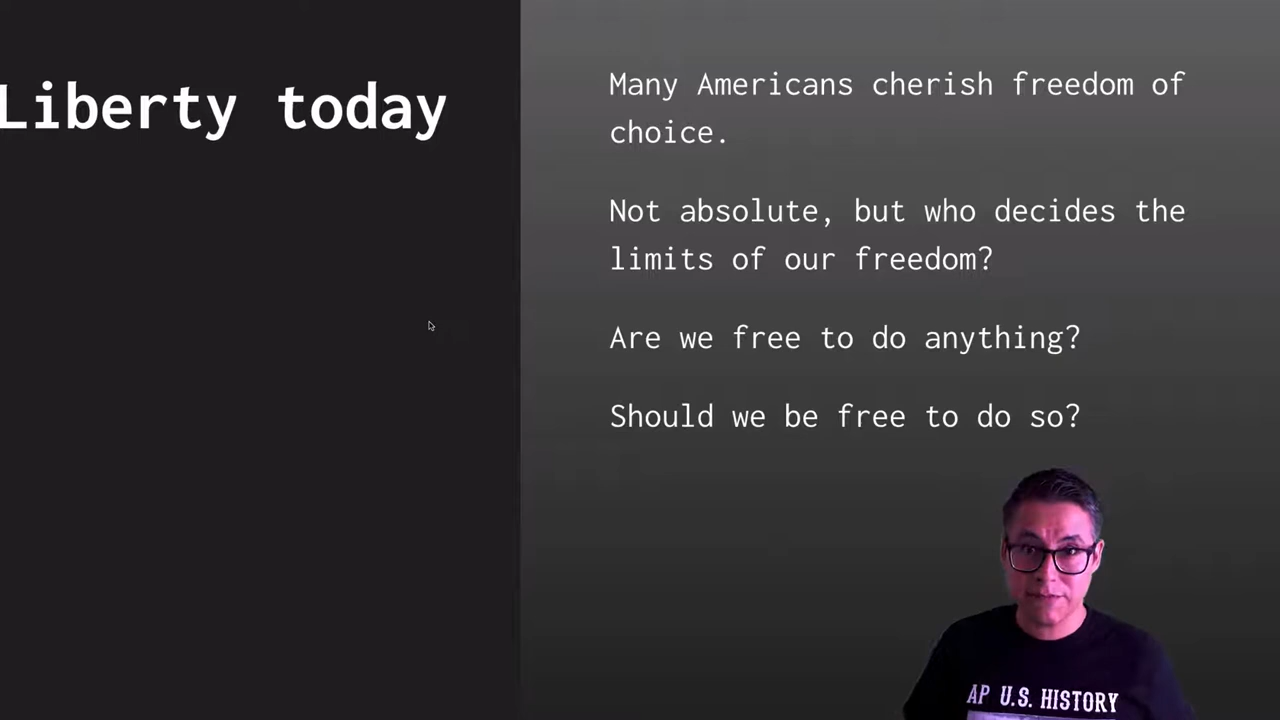 Liberty today
Many Americans cherish freedom of
choice.
Not absolute, but who decides the
limits of our freedom?
Are we free to do anything?
Should we be free to do so?
AP U.S. HISTORY